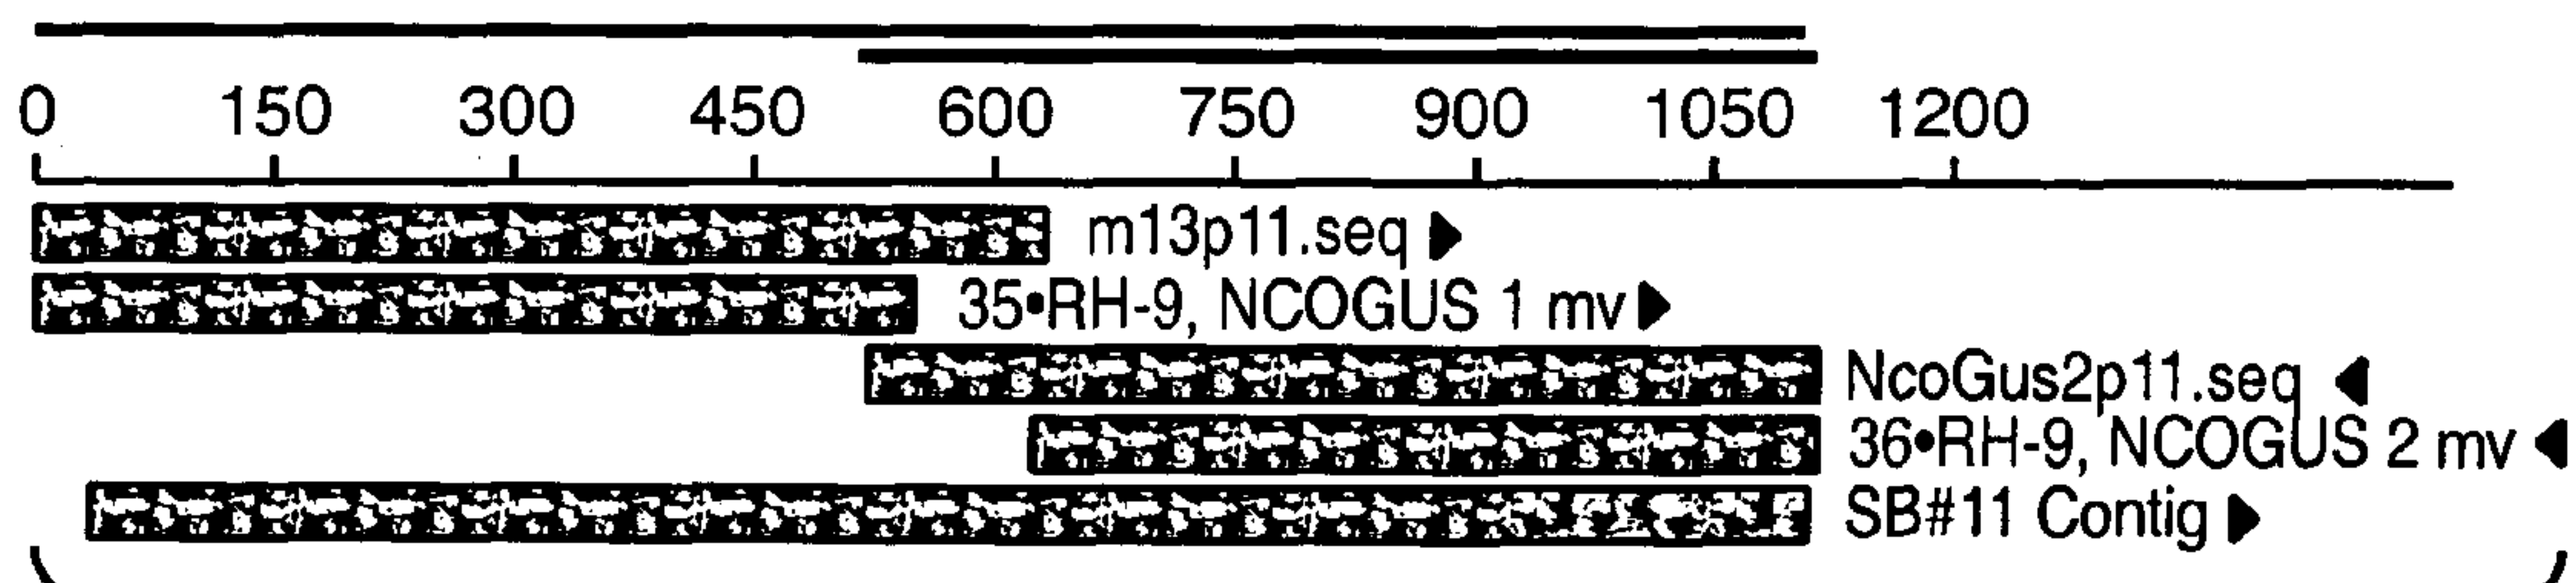 0 150 300 450 600 750 900 1050 1200
m13p11.seq ▶
35•RH-9, NCOGUS 1 mv ▶
NcoGus2p11.seq ◀
36•RH-9, NCOGUS 2 mv ◀
SB#11 Contig ▶